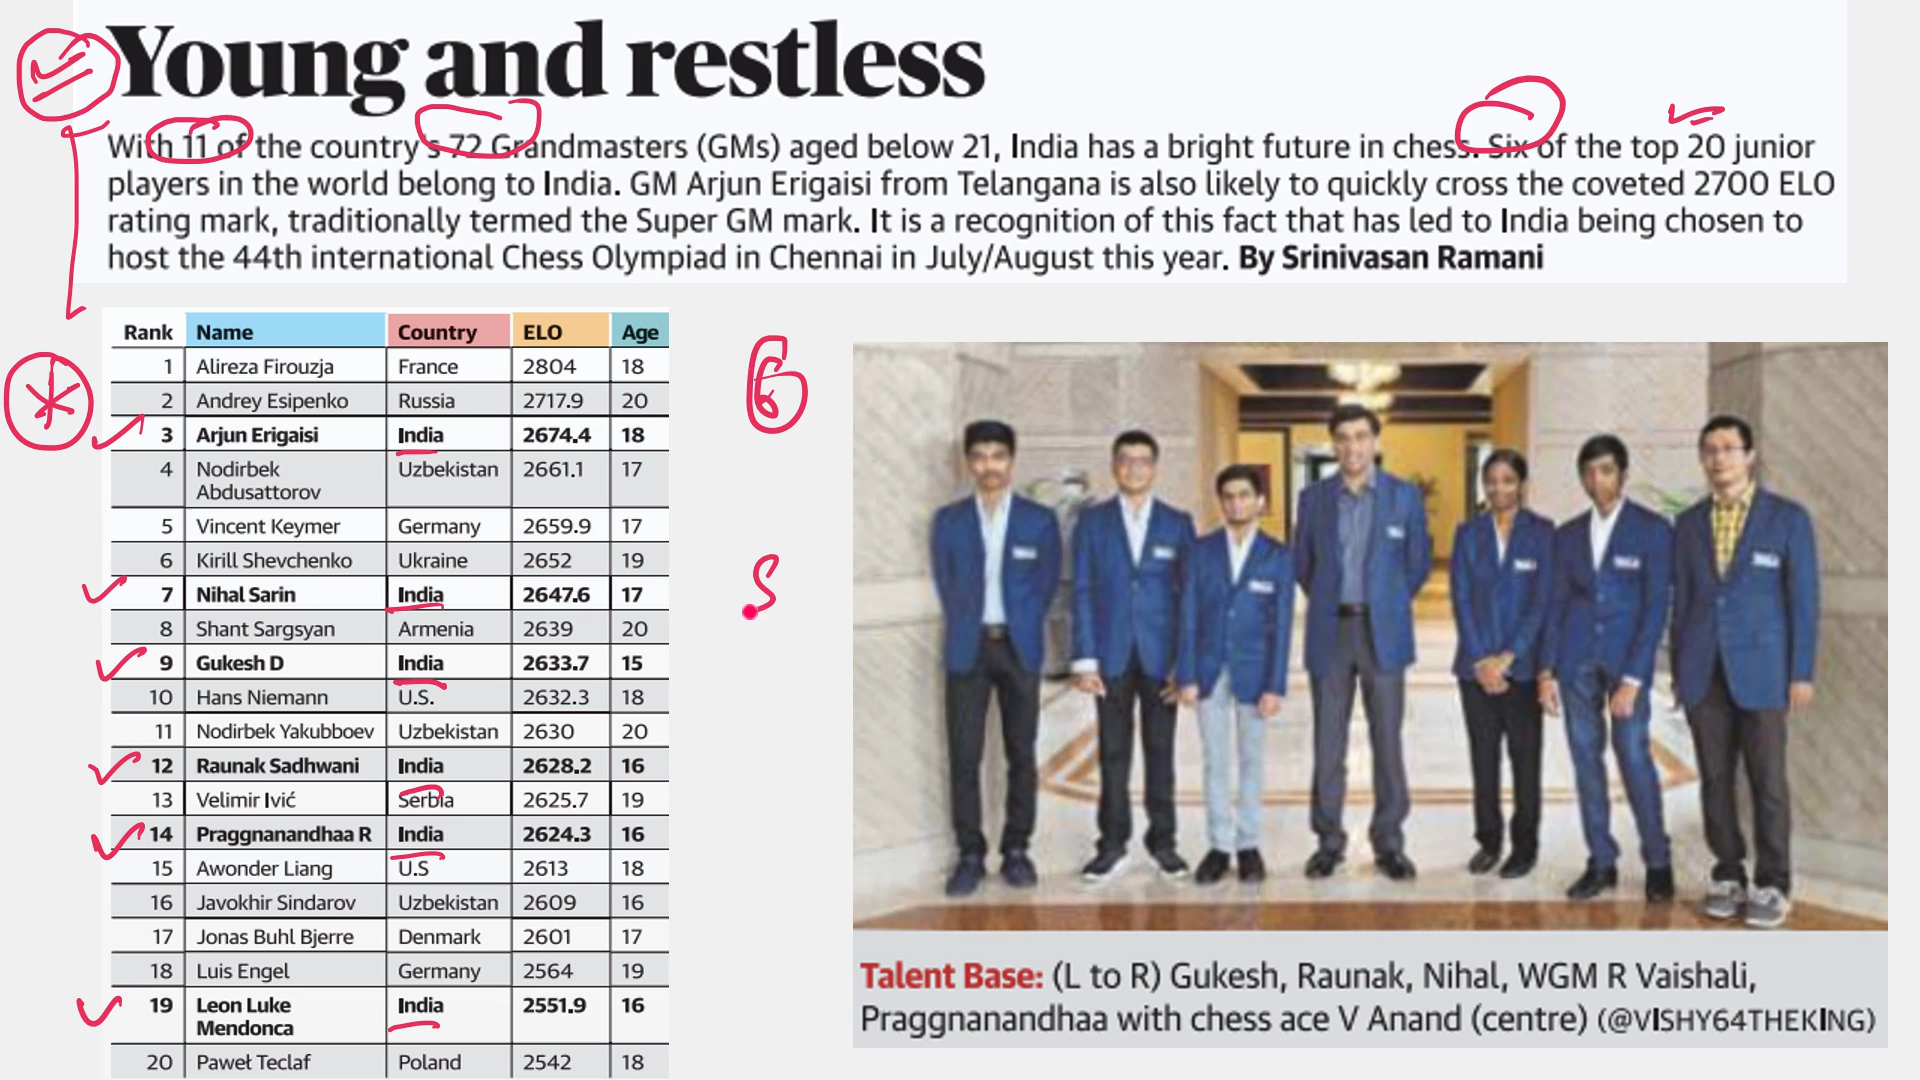 Young and restless
With 11 of the country's 72 Grandmasters (GMs) aged below 21, India has a bright future in chess. Six of the top 20 junior
players in the world belong to India. GM Arjun Erigaisi from Telangana is also likely to quickly cross the coveted 2700 ELO
rating mark, traditionally termed the Super GM mark. It is a recognition of this fact that has led to India being chosen to
host the 44th international Chess Olympiad in Chennai in July/August this year. By Srinivasan Ramani
Rank Name Country ELO Age
1 Alireza Firouzja France 2804 18
2 Andrey Esipenko Russia 2717.9 20
3 Arjun Erigaisi India 2674.4 18
4 Nodirbek Uzbekistan 2661.1 17
Abdusattorov
5 Vincent Keymer Germany 2659.9 17
6 Kirill Shevchenko Ukraine 2652 19
7 Nihal Sarin India 2647.6 17
8 Shant Sargsyan Armenia 2639 20
9 Gukesh D India 2633.7 15
10 Hans Niemann U.S. 2632.3 18
11 Nodirbek Yakubboev Uzbekistan 2630 20
12 Raunak Sadhwani India 2628.2 16
13 Velimir Ivić Serbia 2625.7 19
14 Praggnanandhaa R India 2624.3 16
15 Awonder Liang U.S 2613 18
16 Javokhir Sindarov Uzbekistan 2609 16
17 Jonas Buhl Bjerre Denmark 2601 17
18 Luis Engel Germany 2564 19
19 Leon Luke India 2551.9 16
Mendonca
20 Paweł Teclaf Poland 2542 18
6
S
Talent Base: (L to R) Gukesh, Raunak, Nihal, WGM R Vaishali,
Praggnanandhaa with chess ace V Anand (centre) (@VISHY64THEKING)